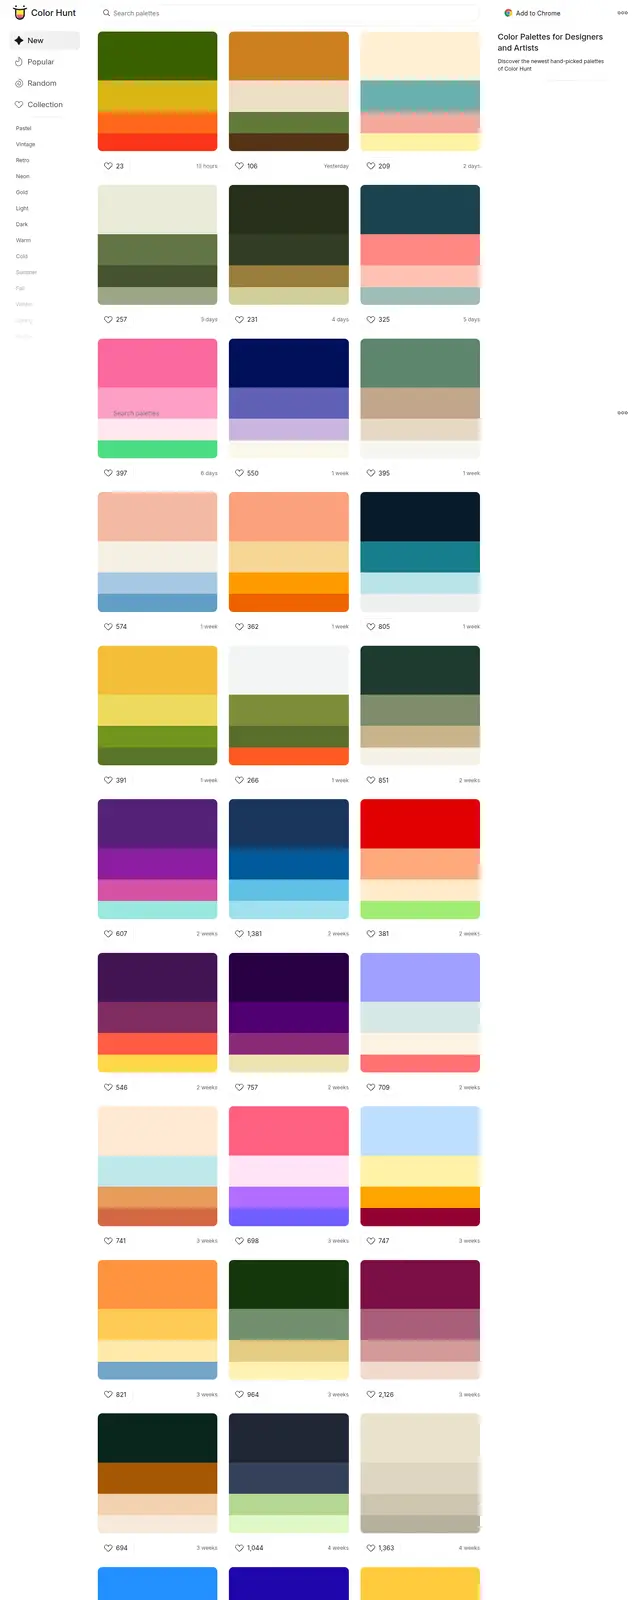 Color Hunt
Search palettes
Add to Chrome
New
Popular
Random
Collection
Pastel
Vintage
Retro
Neon
Gold
Light
Dark
Warm
Cold
Summer
Fall
Winter
Color Palettes for Designers
and Artists
Discover the newest hand-picked palettes
of Color Hunt
23 13 hours
106 Yesterday
209 2 days
257 5 days
231 4 days
325 5 days
Search palettes
397 6 days
550 1 week
395 1 week
574 1 week
362 1 week
805 1 week
391 1 week
266 1 week
851 2 weeks
607 2 weeks
1,381 2 weeks
381 2 weeks
546 2 weeks
757 2 weeks
709 2 weeks
741 3 weeks
698 3 weeks
747 3 weeks
821 3 weeks
964 3 weeks
2,126 3 weeks
694 3 weeks
1,044 4 weeks
1,363 4 weeks